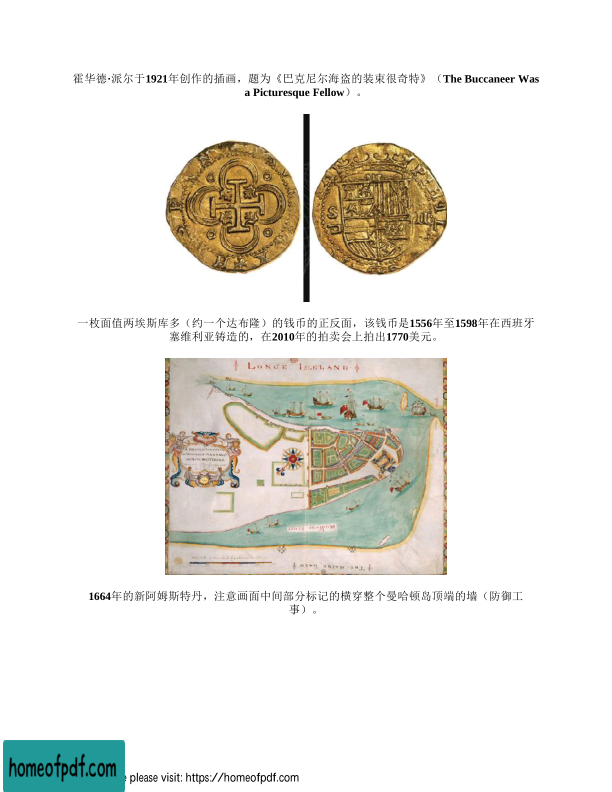 霍华德·派尔于1921年创作的插画，题为《巴克尼尔海盗的装束很奇特》（The Buccaneer Was
a Picturesque Fellow）。
S
一枚面值两埃斯库多（约一个达布隆）的钱币的正反面，该钱币是1556年至1598年在西班牙
塞维利亚铸造的，在2010年的拍卖会上拍出1770美元。
LONGE ISLELAND
1664年的新阿姆斯特丹，注意画面中间部分标记的横穿整个曼哈顿岛顶端的墙（防御工
事）。
homeofpdf.com
e please visit: https://homeofpdf.com